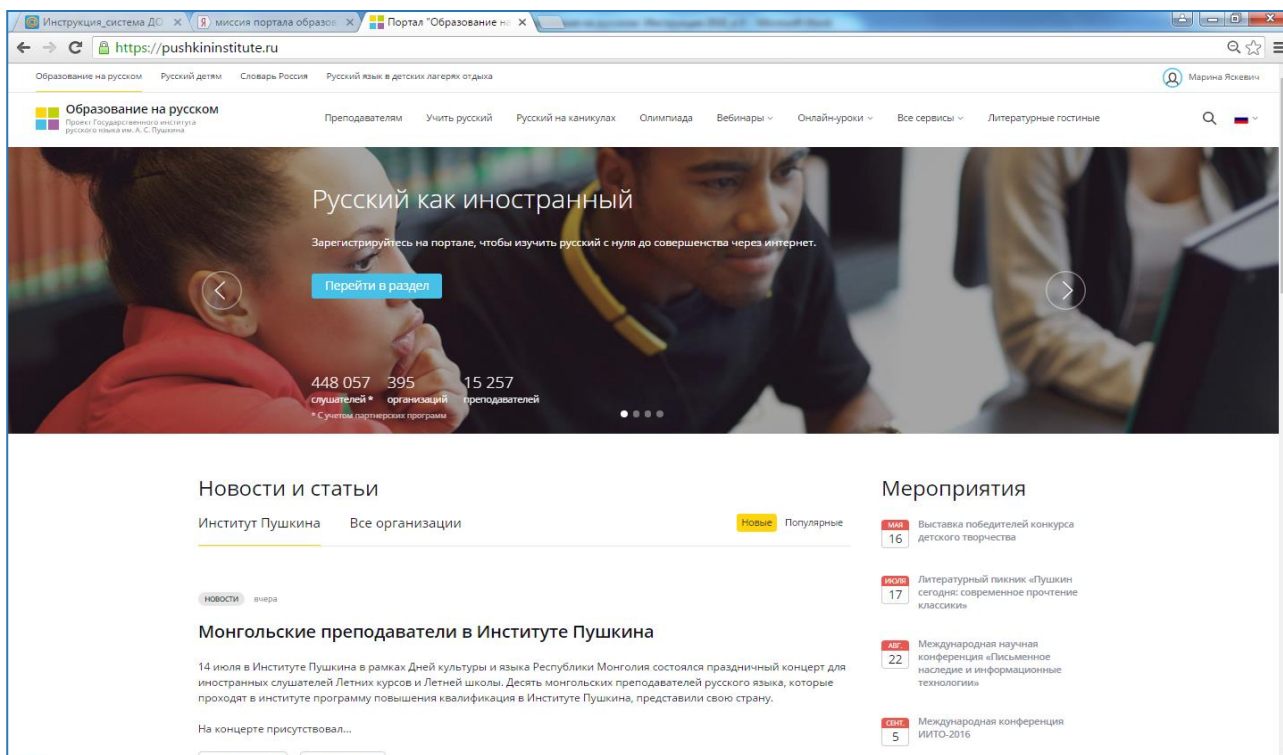 Инструкция_система ДО
миссия портала образов
Портал "Образование на
https://pushkininstitute.ru
Образование на русском Русский детям Словарь Россия Русский язык в детских лагерях отдыха Марина Яскевич
Образование на русском
Проект Государственного института
русского языка им. А. С. Пушкина
Преподавателям Учить русский Русский на каникулах Олимпиада Вебинары Онлайн-уроки Все сервисы Литературные гостиные
Русский как иностранный
Зарегистрируйтесь на портале, чтобы изучить русский с нуля до совершенства через интернет.
Перейти в раздел
448 057 395 15 257
слушателей * организаций преподавателей
* С учетом партнерских программ
Новости и статьи
Институт Пушкина Все организации Новые Популярные
НОВОСТИ вчера
Монгольские преподаватели в Институте Пушкина
14 июля в Институте Пушкина в рамках Дней культуры и языка Республики Монголия состоялся праздничный концерт для
иностранных слушателей Летних курсов и Летней школы. Десять монгольских преподавателей русского языка, которые
проходят в институте программу повышения квалификации в Институте Пушкина, представили свою страну.
На концерте присутствовал...
Мероприятия
МАЯ
16
Выставка победителей конкурса
детского творчества
ИЮЛЯ
17
Литературный пикник «Пушкин
сегодня: современное прочтение
классики»
АВГ.
22
Международная научная
конференция «Письменное
наследие и информационные
технологии»
СЕНТ.
5
Международная конференция
ИИТО-2016